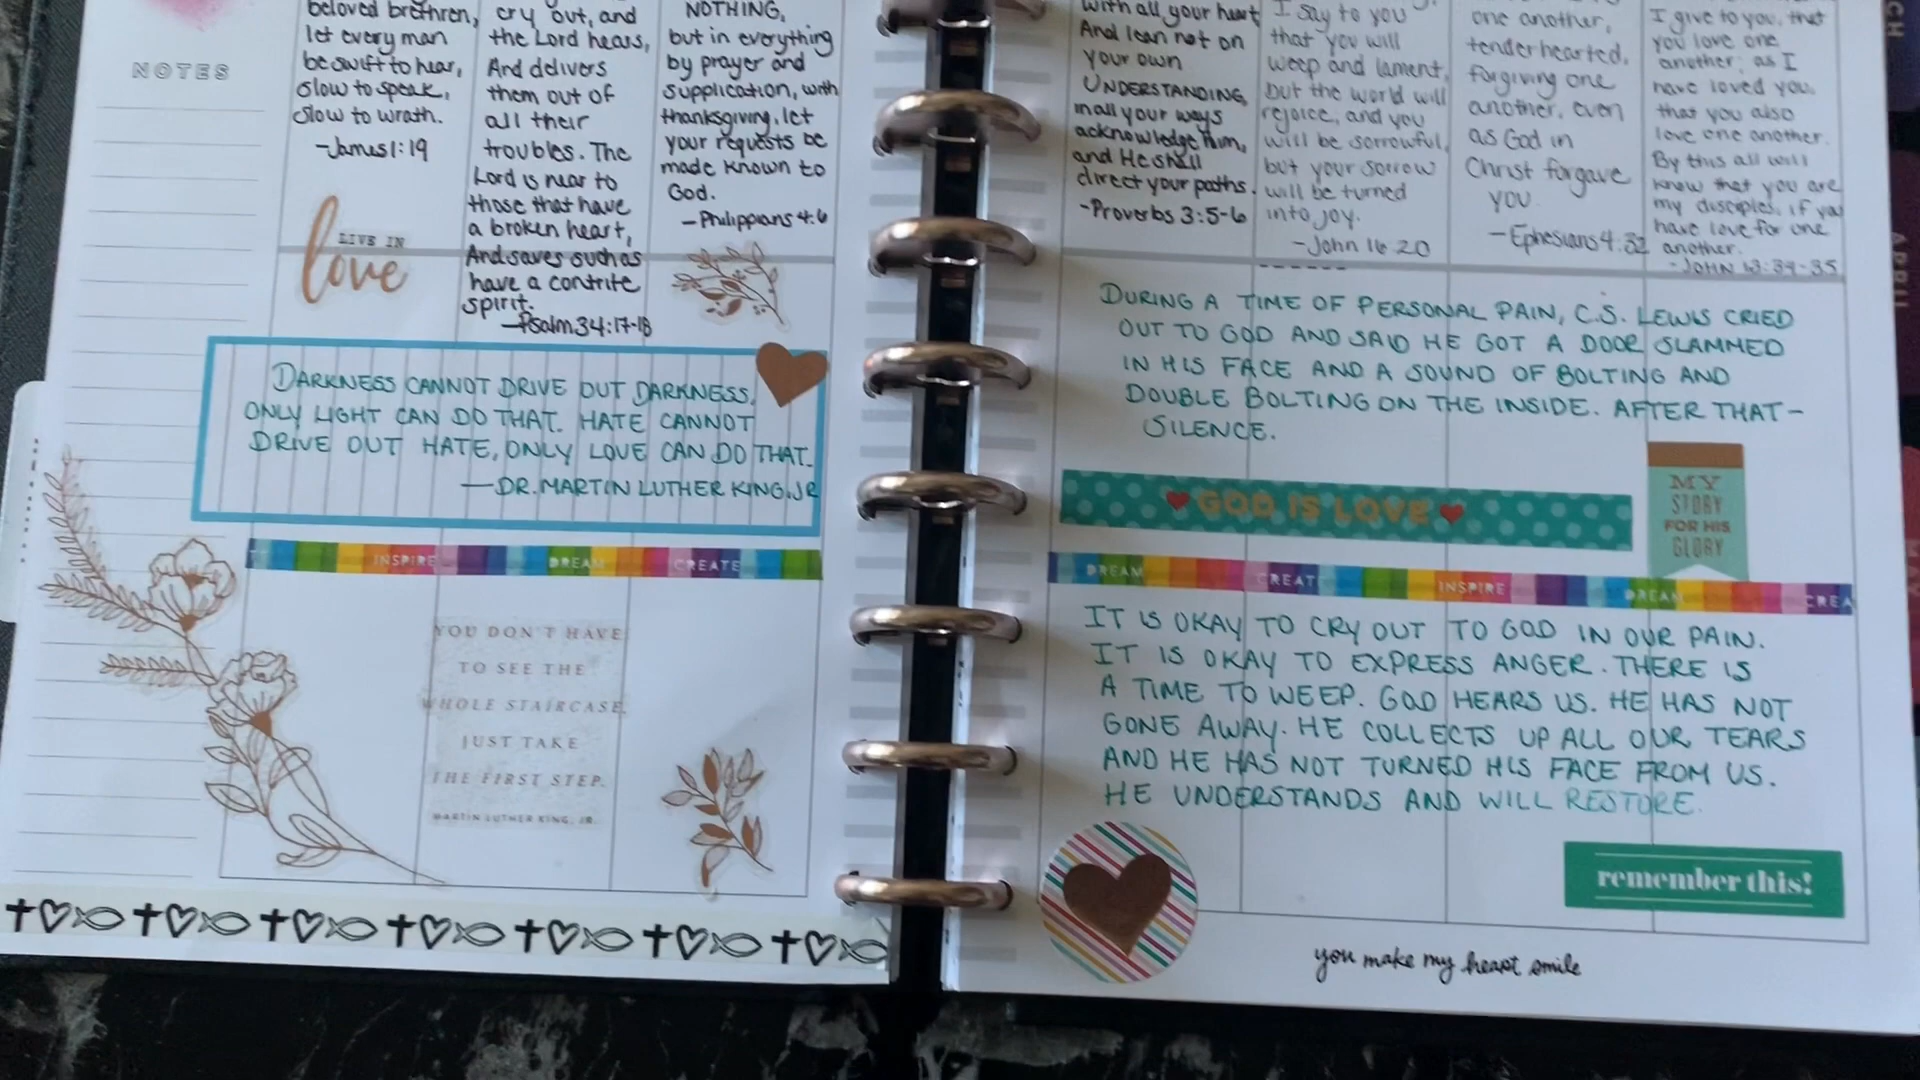 NOTES
beloved brethren,
let every man
be swift to hear,
slow to speak,
slow to wrath.
-James 1:19
LIVE IN
love
cry out, and
the Lord hears,
And delivers
them out of
all their
troubles. The
Lord is near to
those that have
a broken heart,
And saves such as
have a contrite
spirit.
-Psalm 34:17-18
NOTHING,
but in everything
by prayer and
supplication, with
thanksgiving, let
your requests be
made known to
God.
-Philippians 4:6
DARKNESS CANNOT DRIVE OUT DARKNESS,
ONLY LIGHT CAN DO THAT. HATE CANNOT
DRIVE OUT HATE, ONLY LOVE CAN DO THAT.
-DR. MARTIN LUTHER KING, JR
INSPIRE DREAM CREATE
YOU DON'T HAVE
TO SEE THE
WHOLE STAIRCASE,
JUST TAKE
THE FIRST STEP.
MARTIN LUTHER KING, JR.
with all your heart
And lean not on
your own
UNDERSTANDING,
in all your ways
acknowledge Him,
and He shall
direct your paths.
-Proverbs 3:5-6
I say to you
that you will
weep and lament,
but the world will
rejoice, and you
will be sorrowful,
but your sorrow
will be turned
into joy.
-John 16:20
one another,
tenderhearted,
forgiving one
another, even
as God in
Christ forgave
you.
-Ephesians 4:32
I give to you, that
you love one
another; as I
have loved you,
that you also
love one another.
By this all will
know that you are
my disciples, if you
have love for one
another.
-JOHN 13:34-35
DURING A TIME OF PERSONAL PAIN, C.S. LEWIS CRIED
OUT TO GOD AND SAID HE GOT A DOOR SLAMMED
IN HIS FACE AND A SOUND OF BOLTING AND
DOUBLE BOLTING ON THE INSIDE. AFTER THAT-
SILENCE.
GOD IS LOVE
MY
STORY
FOR HIS
GLORY
DREAM CREAT INSPIRE DREAM CREA
IT IS OKAY TO CRY OUT TO GOD IN OUR PAIN.
IT IS OKAY TO EXPRESS ANGER. THERE IS
A TIME TO WEEP. GOD HEARS US. HE HAS NOT
GONE AWAY. HE COLLECTS UP ALL OUR TEARS
AND HE HAS NOT TURNED HIS FACE FROM US.
HE UNDERSTANDS AND WILL RESTORE.
remember this!
you make my heart smile
APRIL